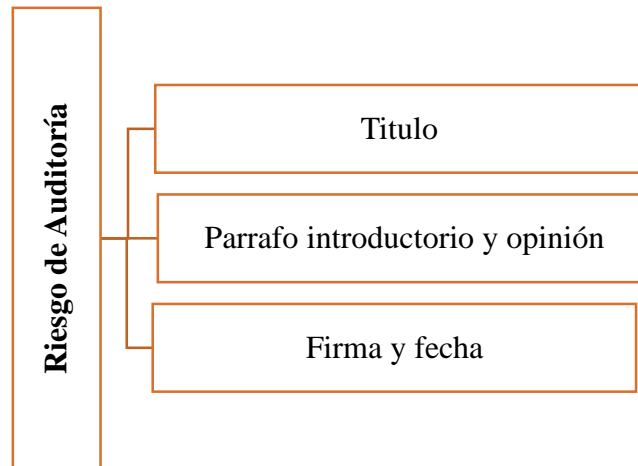 Riesgo de Auditoría
Titulo
Parrafo introductorio y opinión
Firma y fecha